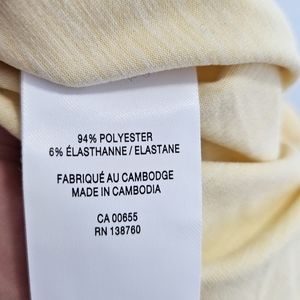 94% POLYESTER
6% ÉLASTHANNE / ELASTANE
FABRIQUÉ AU CAMBODGE
MADE IN CAMBODIA
CA 00655
RN 138760